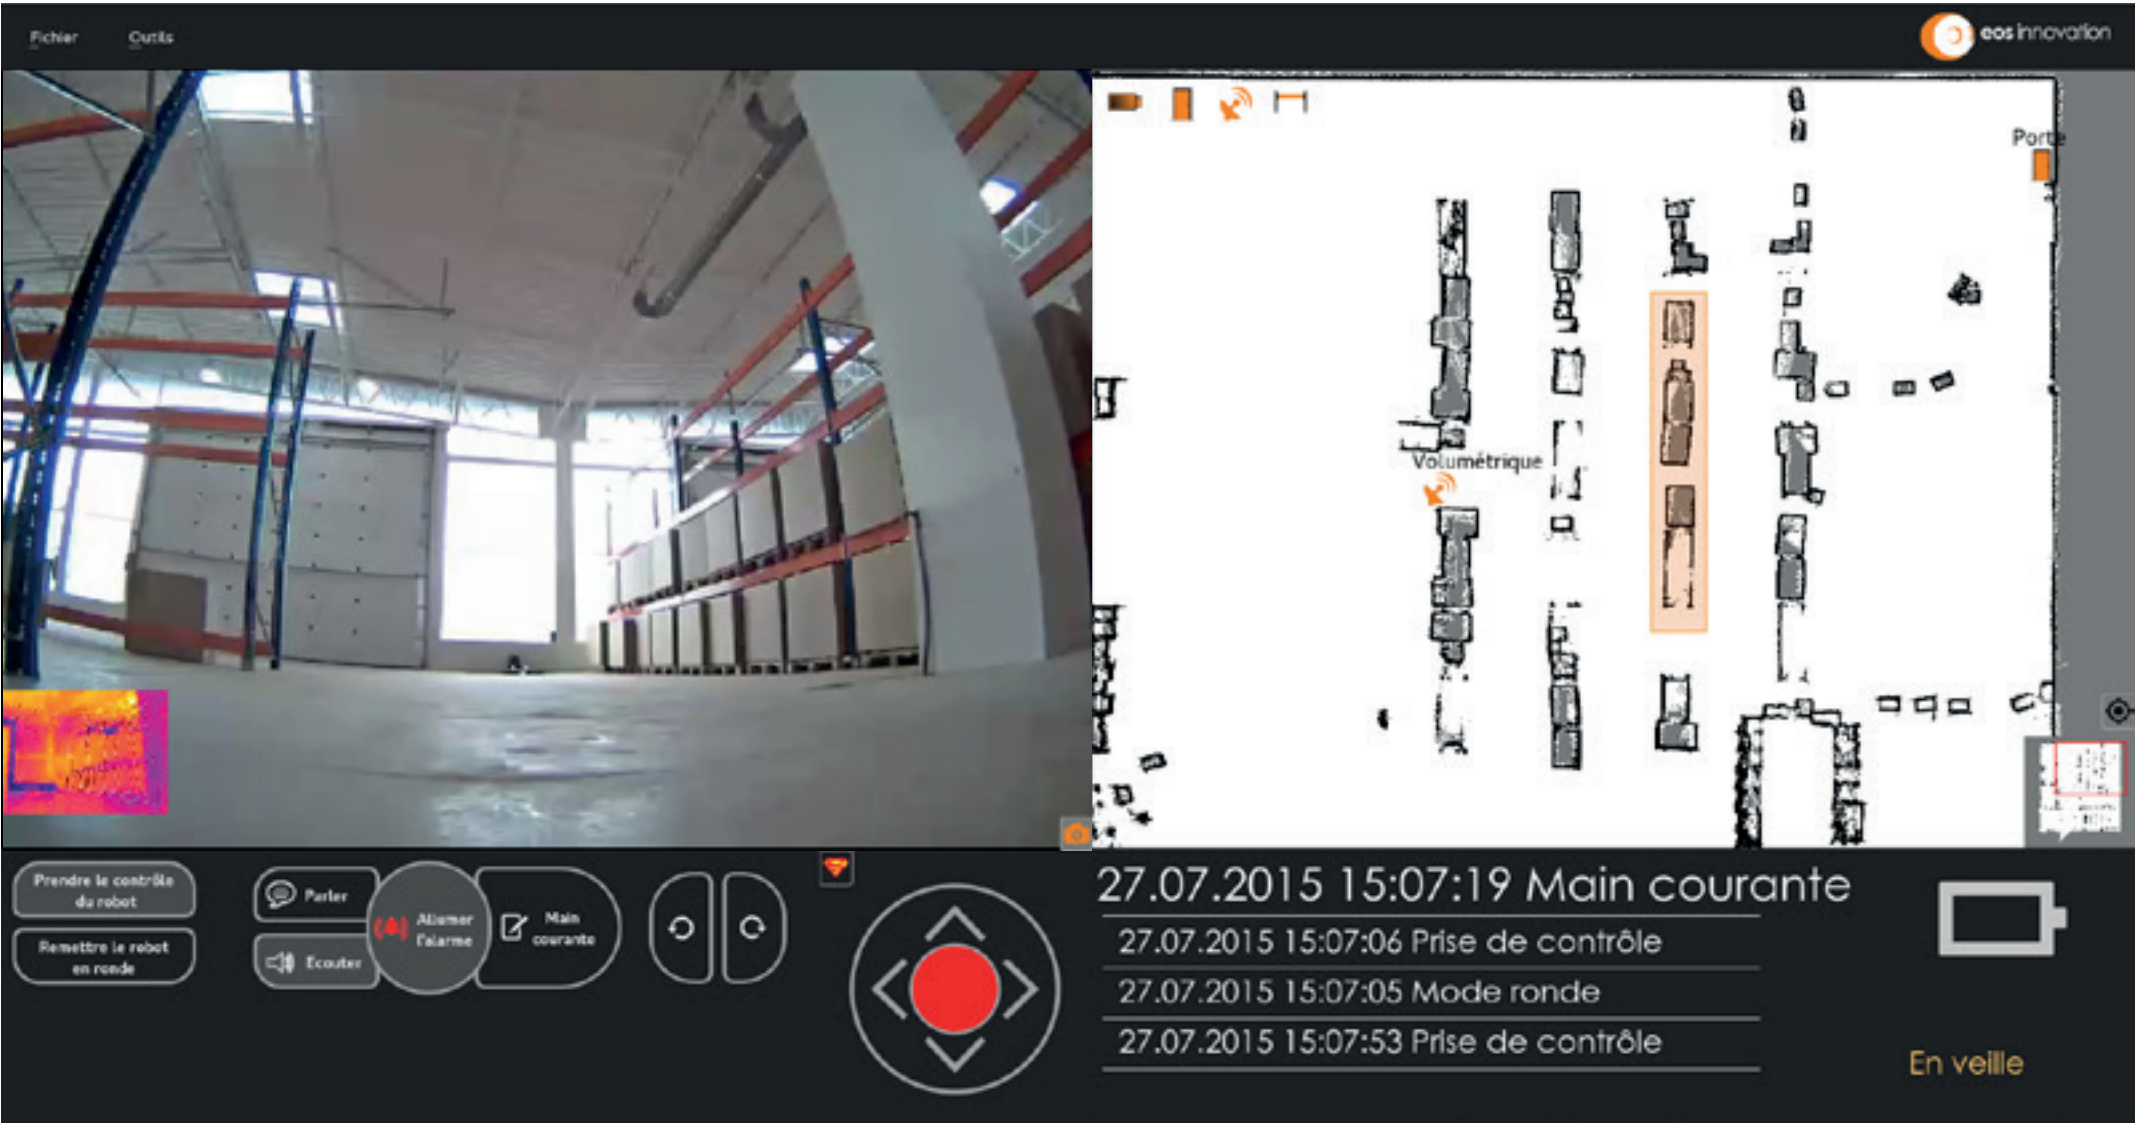 Fichier Outils
eos innovation
Porte
Volumétrique
Prendre le contrôle
du robot
Remettre le robot
en ronde
Parler
Ecouter
Allumer
l'alarme
Main
courante
27.07.2015 15:07:19 Main courante
27.07.2015 15:07:06 Prise de contrôle
27.07.2015 15:07:05 Mode ronde
27.07.2015 15:07:53 Prise de contrôle
En veille